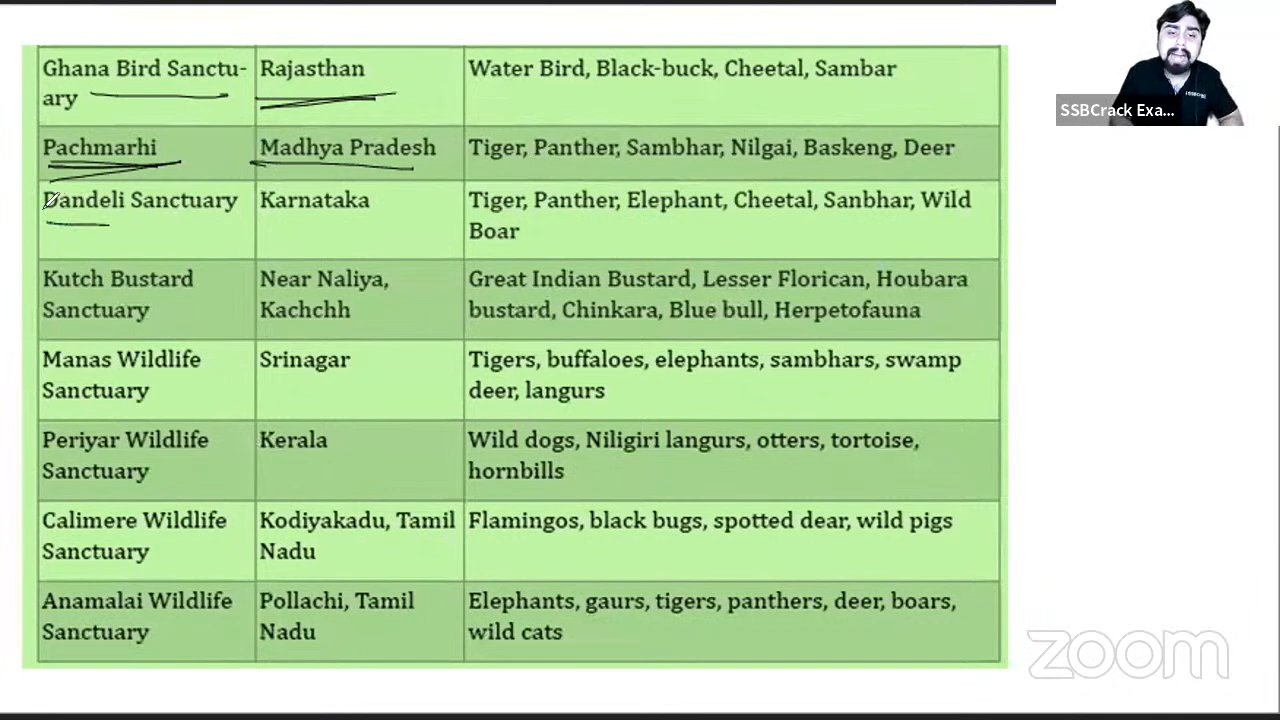 SSBCrack Exa...
Ghana Bird Sanctu-
ary
Rajasthan
Water Bird, Black-buck, Cheetal, Sambar
Pachmarhi
Madhya Pradesh
Tiger, Panther, Sambhar, Nilgai, Baskeng, Deer
Dandeli Sanctuary
Karnataka
Tiger, Panther, Elephant, Cheetal, Sanbhar, Wild
Boar
Kutch Bustard
Sanctuary
Near Naliya,
Kachchh
Great Indian Bustard, Lesser Florican, Houbara
bustard, Chinkara, Blue bull, Herpetofauna
Manas Wildlife
Sanctuary
Srinagar
Tigers, buffaloes, elephants, sambhars, swamp
deer, langurs
Periyar Wildlife
Sanctuary
Kerala
Wild dogs, Niligiri langurs, otters, tortoise,
hornbills
Calimere Wildlife
Sanctuary
Kodiyakadu, Tamil
Nadu
Flamingos, black bugs, spotted dear, wild pigs
Anamalai Wildlife
Sanctuary
Pollachi, Tamil
Nadu
Elephants, gaurs, tigers, panthers, deer, boars,
wild cats
zoom